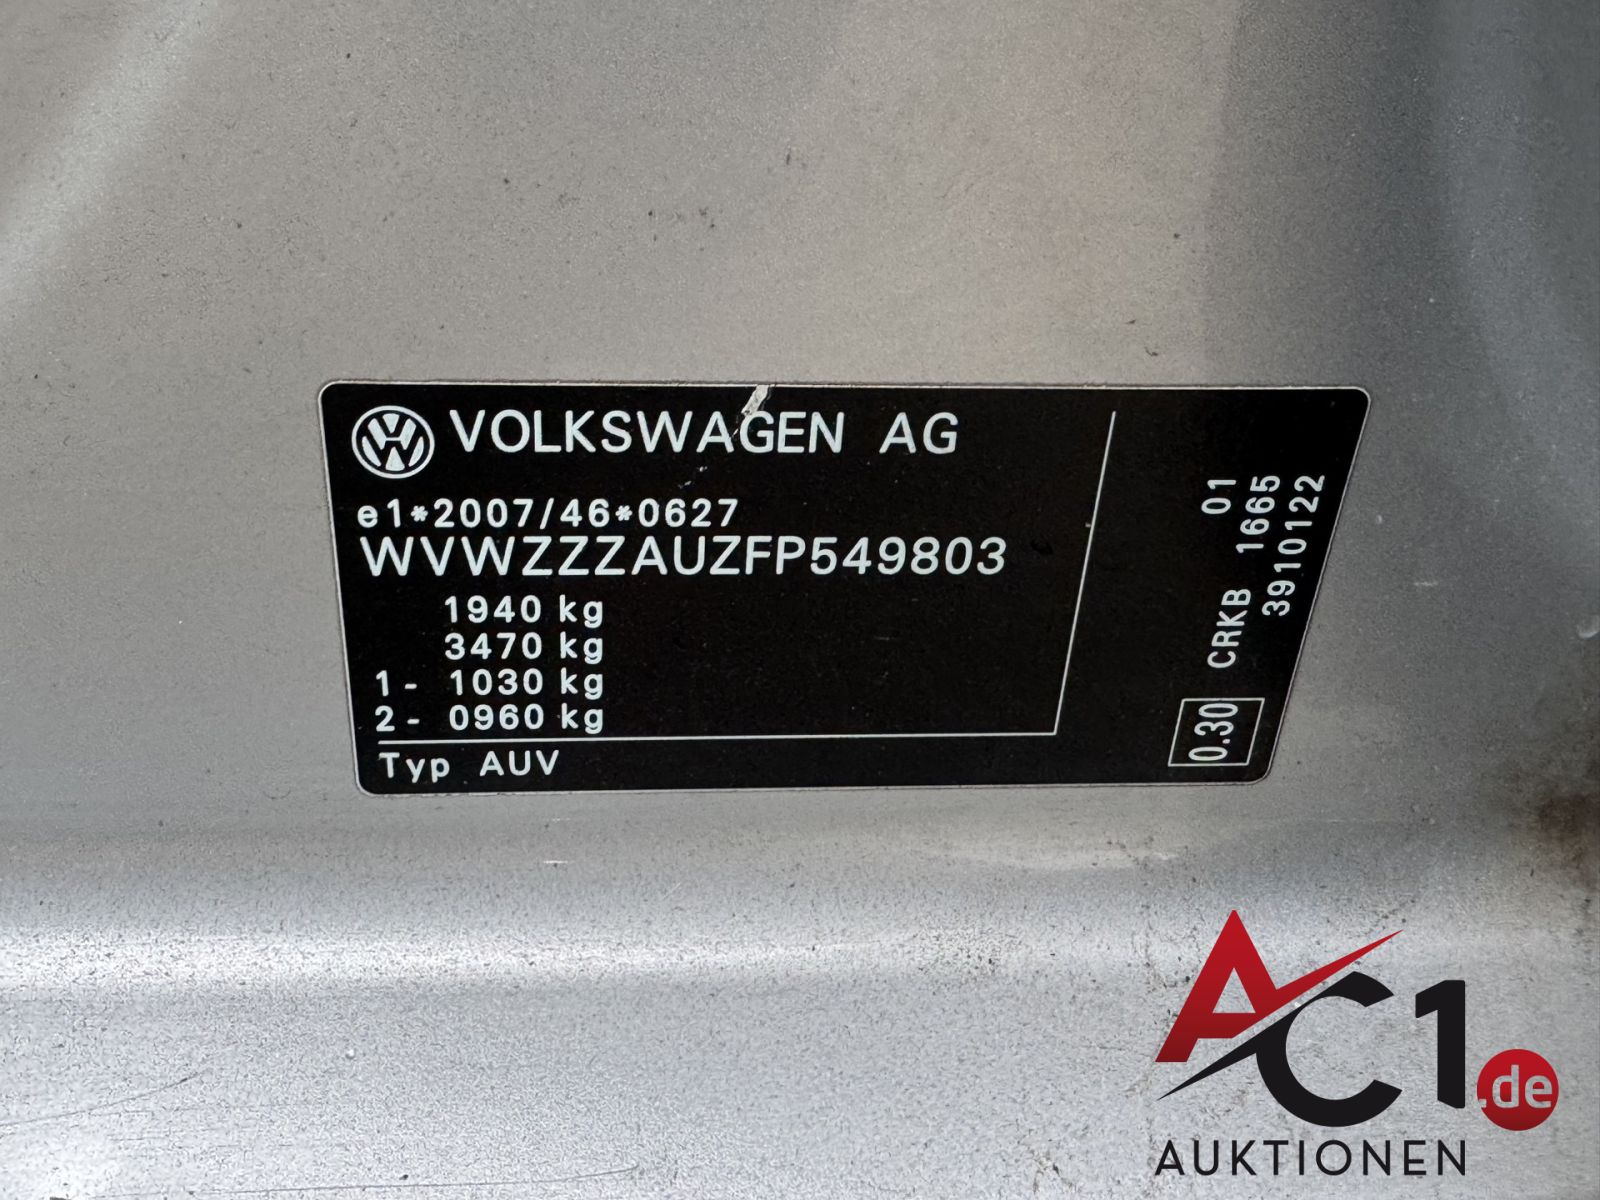 VOLKSWAGEN AG
e1*2007/46*0627
WVWZZZAUZFP549803
1940 kg
3470 kg
1- 1030 kg
2- 0960 kg
Typ AUV
01
CRKB 1665
3910122
0.30
AC1.de
AUKTIONEN